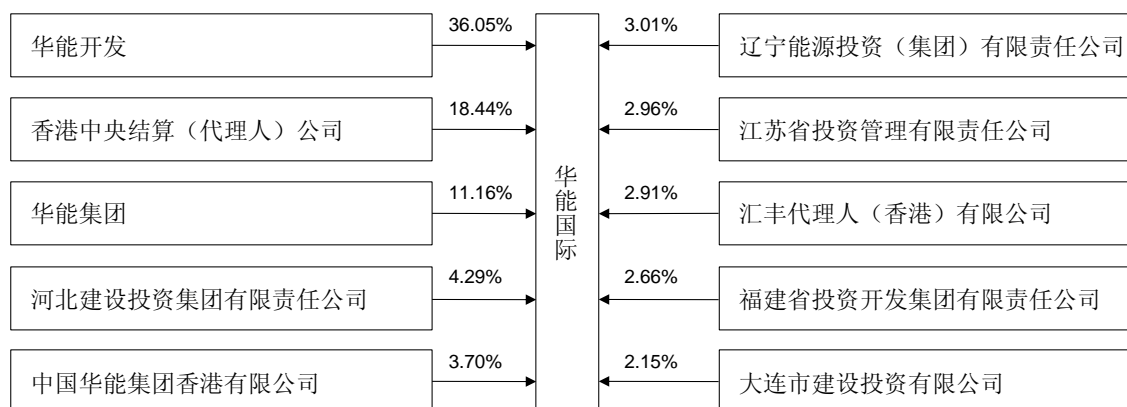 华能开发
36.05%
3.01%
辽宁能源投资（集团）有限责任公司
香港中央结算（代理人）公司
18.44%
2.96%
江苏省投资管理有限责任公司
华能集团
11.16%
华能国际
2.91%
汇丰代理人（香港）有限公司
河北建设投资集团有限责任公司
4.29%
2.66%
福建省投资开发集团有限责任公司
中国华能集团香港有限公司
3.70%
2.15%
大连市建设投资有限公司